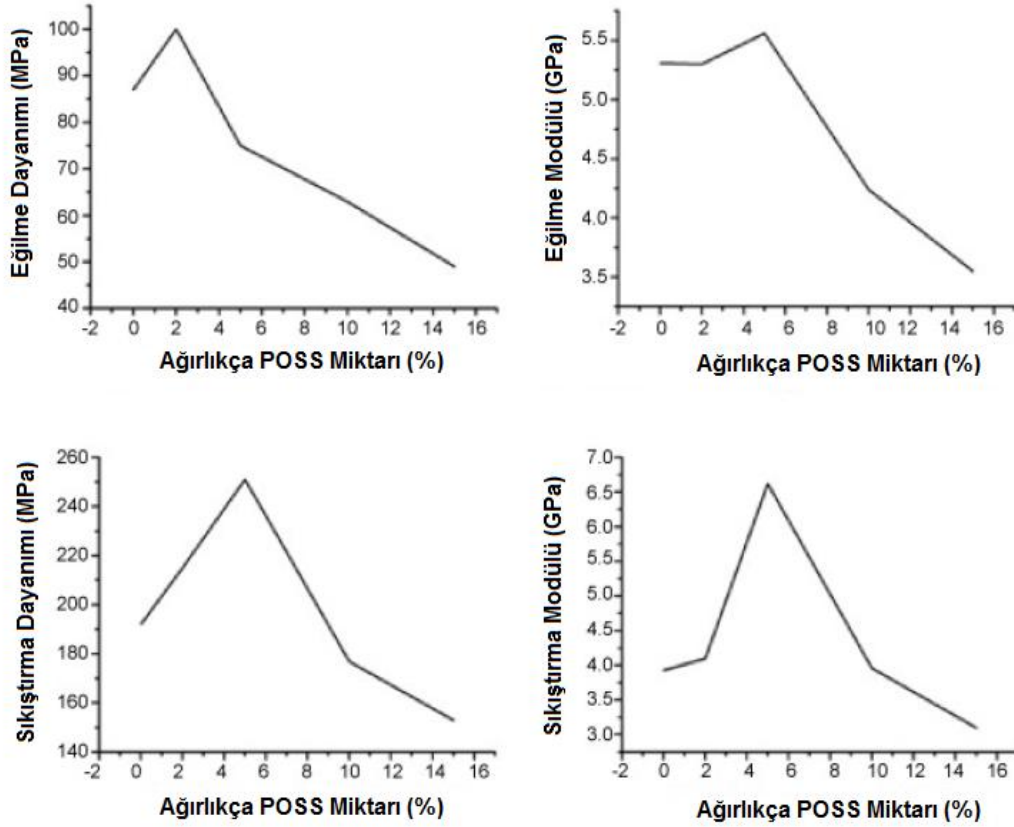 Eğilme Dayanımı (MPa)
100
90
80
70
60
50
40
-2 0 2 4 6 8 10 12 14 16
Ağırlıkça POSS Miktarı (%)
Eğilme Modülü (GPa)
5.5
5.0
4.5
4.0
3.5
-2 0 2 4 6 8 10 12 14 16
Ağırlıkça POSS Miktarı (%)
Sıkıştırma Dayanımı (MPa)
260
240
220
200
180
160
140
-2 0 2 4 6 8 10 12 14 16
Ağırlıkça POSS Miktarı (%)
Sıkıştırma Modülü (GPa)
7.0
6.5
6.0
5.5
5.0
4.5
4.0
3.5
3.0
-2 0 2 4 6 8 10 12 14 16
Ağırlıkça POSS Miktarı (%)